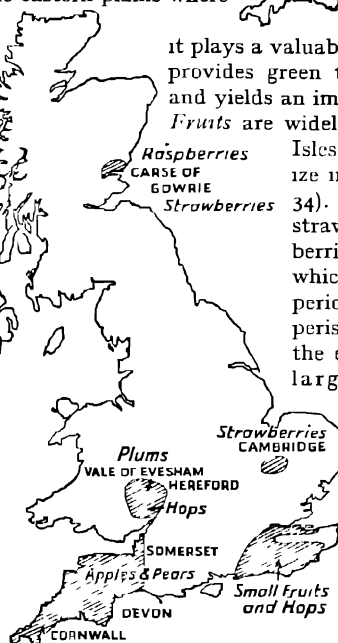 it plays a valuab
provides green t
and yields an im
Fruits are widel
Isles
ize in
34).
straw
berri
whic
perio
peris
the e
larg
Raspberries
CARSE OF
GOWRIE
Strawberries
Strawberries
CAMBRIDGE
Plums
VALE OF EVESHAM
HEREFORD
Hops
SOMERSET
Apples & Pears
DEVON
CORNWALL
Small Fruits
and Hops